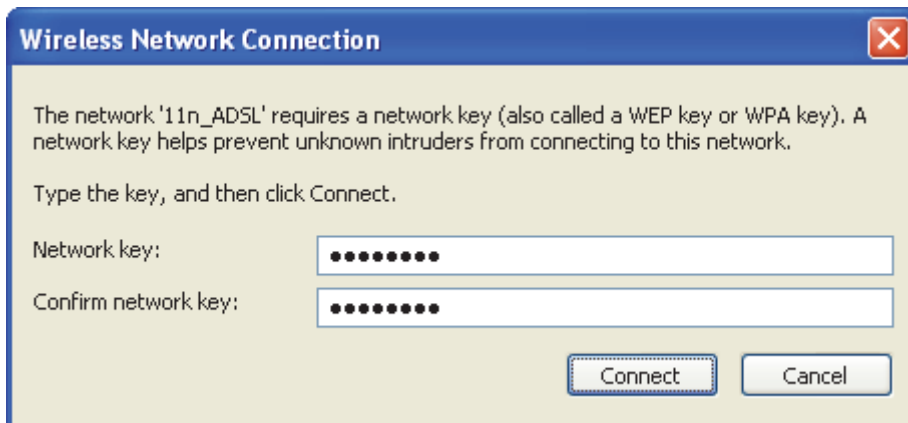 Wireless Network Connection
The network '11n_ADSL' requires a network key (also called a WEP key or WPA key). A
network key helps prevent unknown intruders from connecting to this network.
Type the key, and then click Connect.
Network key: ••••••••
Confirm network key: ••••••••
Connect Cancel